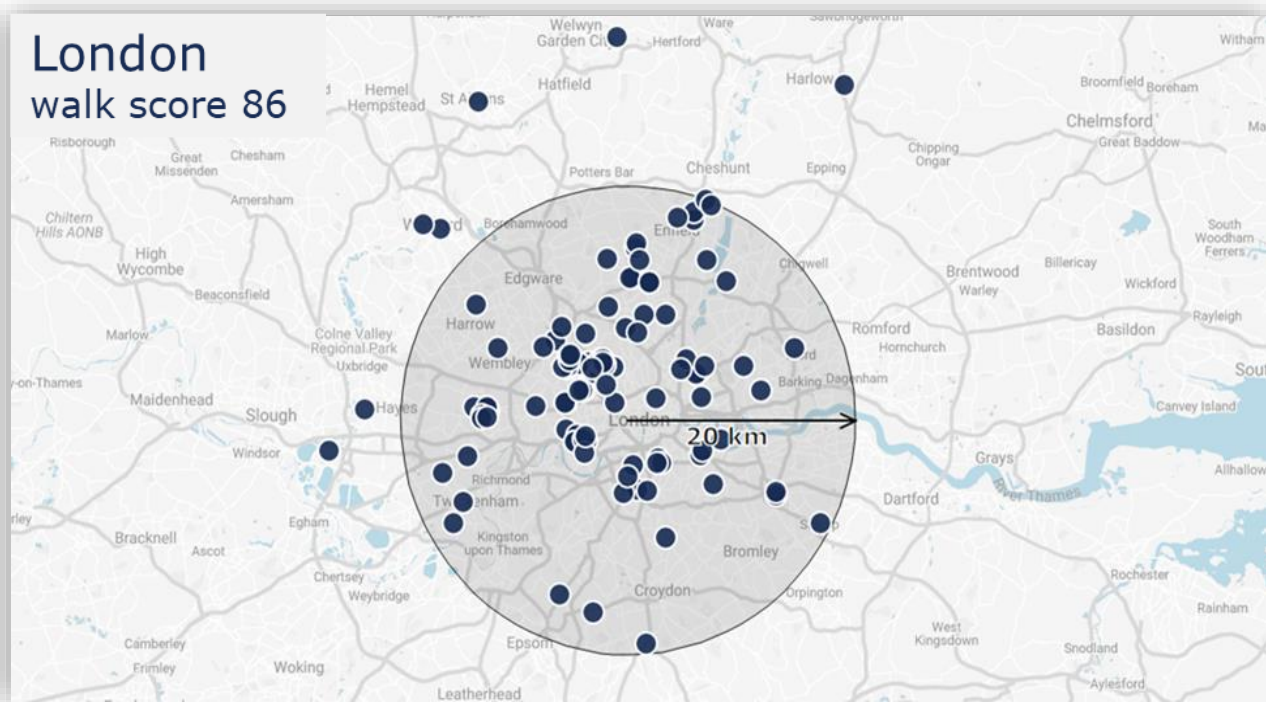 London
walk score 86
Sawbridgeworth
Welwyn
Garden City
Ware
Hertford
Witham
Hatfield
Harlow
Hemel
Hempstead
Broomfield
Boreham
Chelmsford
Great Baddow
Risborough
Great
Missenden
Chesham
Potters Bar
Cheshunt
Epping
Chipping
Ongar
Amersham
Chiltern
Hills AONB
Borehamwood
South
Woodham
Ferrers
High
Wycombe
Edgware
Chigwell
Brentwood
Billericay
Warley
Wickford
Beaconsfield
Marlow
Colne Valley
Regional Park
Uxbridge
Harrow
Romford
Hornchurch
Basildon
Rayleigh
Wembley
Barking
Dagenham
-on-Thames
Maidenhead
Slough
Hayes
London
20 km
Canvey Island
Windsor
Grays
Richmond
Dartford
River Thames
Egham
Kingston
upon Thames
Bracknell
Ascot
Bromley
Chertsey
Weybridge
Croydon
Orpington
Rochester
Rainham
Epsom
West
Kingsdown
Camberley
Frimley
Woking
Leatherhead
Snodland
Aylesford